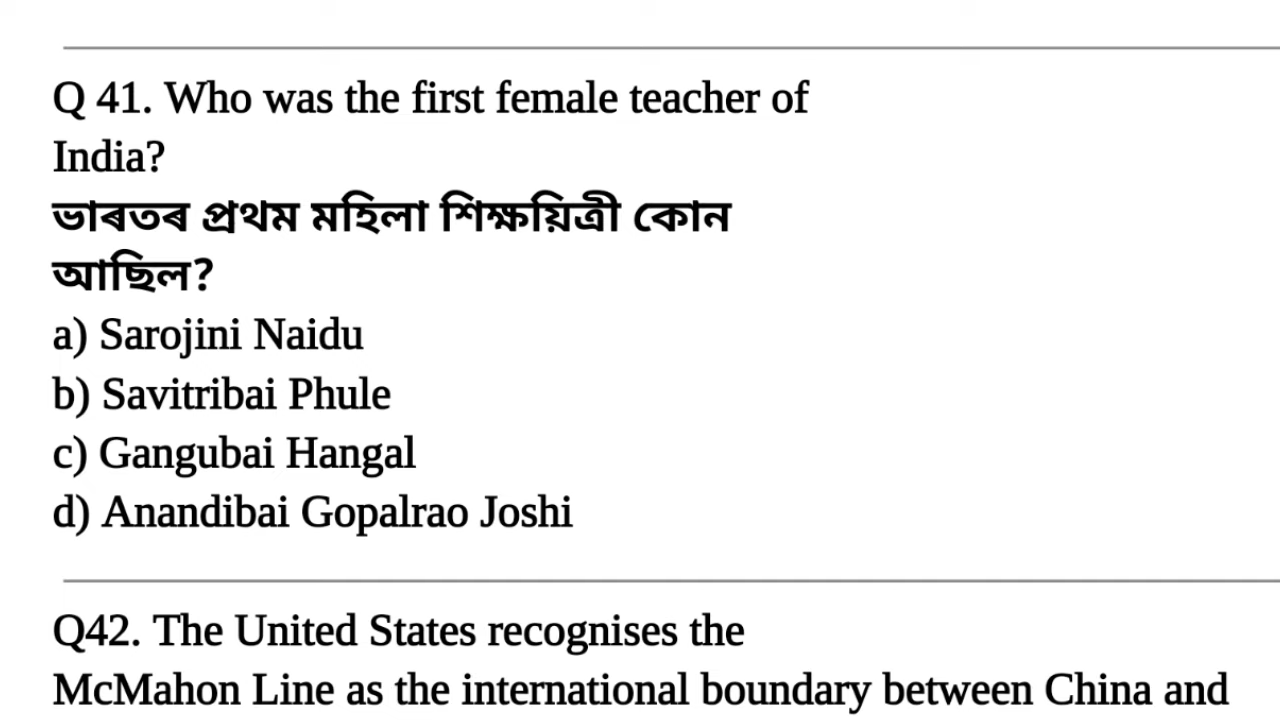 Q 41. Who was the first female teacher of
India?
ভাৰতৰ প্ৰথম মহিলা শিক্ষয়িত্ৰী কোন
আছিল?
a) Sarojini Naidu
b) Savitribai Phule
c) Gangubai Hangal
d) Anandibai Gopalrao Joshi
Q42. The United States recognises the
McMahon Line as the international boundary between China and